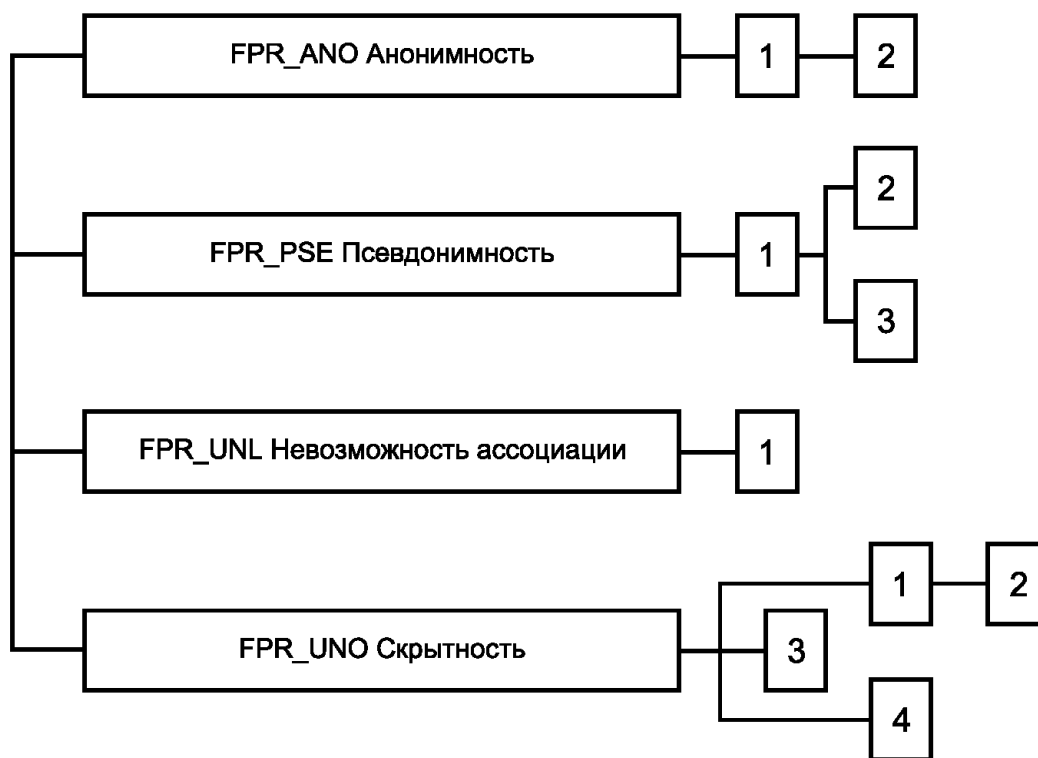 FPR_ANO Анонимность 1 2
2
FPR_PSE Псевдонимность 1
3
FPR_UNL Невозможность ассоциации 1
1 2
FPR_UNO Скрытность 3
4